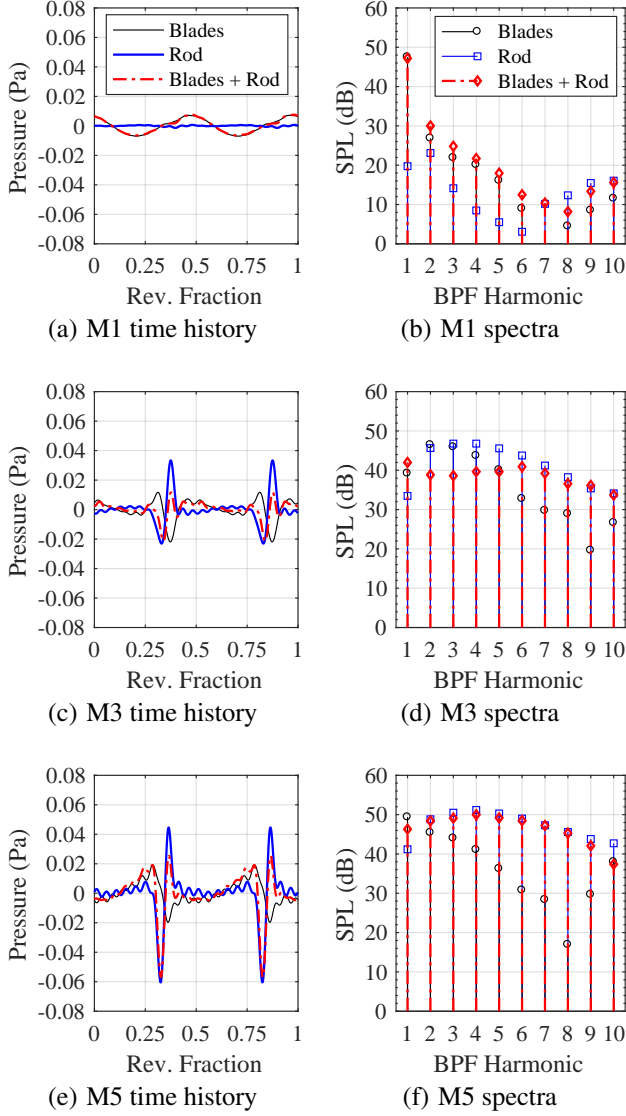 0.08
0.06
0.04
0.02
0
-0.02
-0.04
-0.06
-0.08
Pressure (Pa)
Blades
Rod
Blades + Rod
0 0.25 0.5 0.75 1
Rev. Fraction
(a) M1 time history
60
50
40
30
20
10
0
SPL (dB)
Blades
Rod
Blades + Rod
1 2 3 4 5 6 7 8 9 10
BPF Harmonic
(b) M1 spectra
0.08
0.06
0.04
0.02
0
-0.02
-0.04
-0.06
-0.08
Pressure (Pa)
0 0.25 0.5 0.75 1
Rev. Fraction
(c) M3 time history
60
50
40
30
20
10
0
SPL (dB)
1 2 3 4 5 6 7 8 9 10
BPF Harmonic
(d) M3 spectra
0.08
0.06
0.04
0.02
0
-0.02
-0.04
-0.06
-0.08
Pressure (Pa)
0 0.25 0.5 0.75 1
Rev. Fraction
(e) M5 time history
60
50
40
30
20
10
0
SPL (dB)
1 2 3 4 5 6 7 8 9 10
BPF Harmonic
(f) M5 spectra